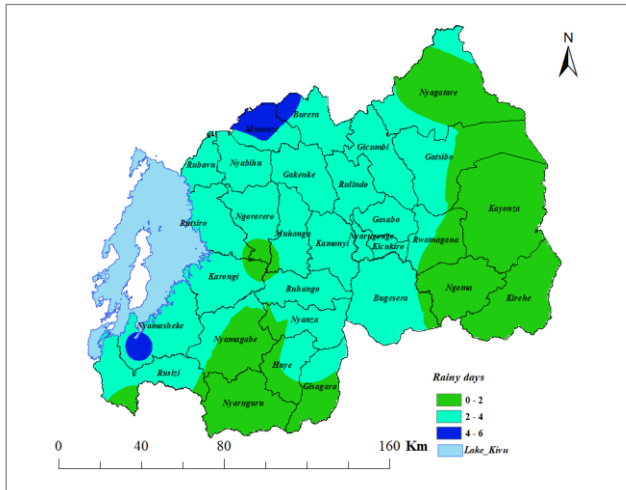 N
Nyagatare
Burera
Musanze
Gicumbi
Gatsibo
Rubavu
Nyabihu
Gakenke
Rulindo
Kayonza
Rutsiro
Ngororero
Muhanga
Gasabo
Kamonyi
Nyarugenge
Kicukiro
Rwamagana
Karongi
Ruhango
Bugesera
Ngoma
Kirehe
Nyamasheke
Nyanza
Nyamagabe
Huye
Rusizi
Gisagara
Nyaruguru
Rainy days
0 - 2
2 - 4
4 - 6
Lake_Kivu
0 40 80 160 Km